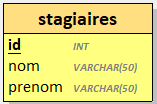 stagiaires
id INT
nom VARCHAR(50)
prenom VARCHAR(50)